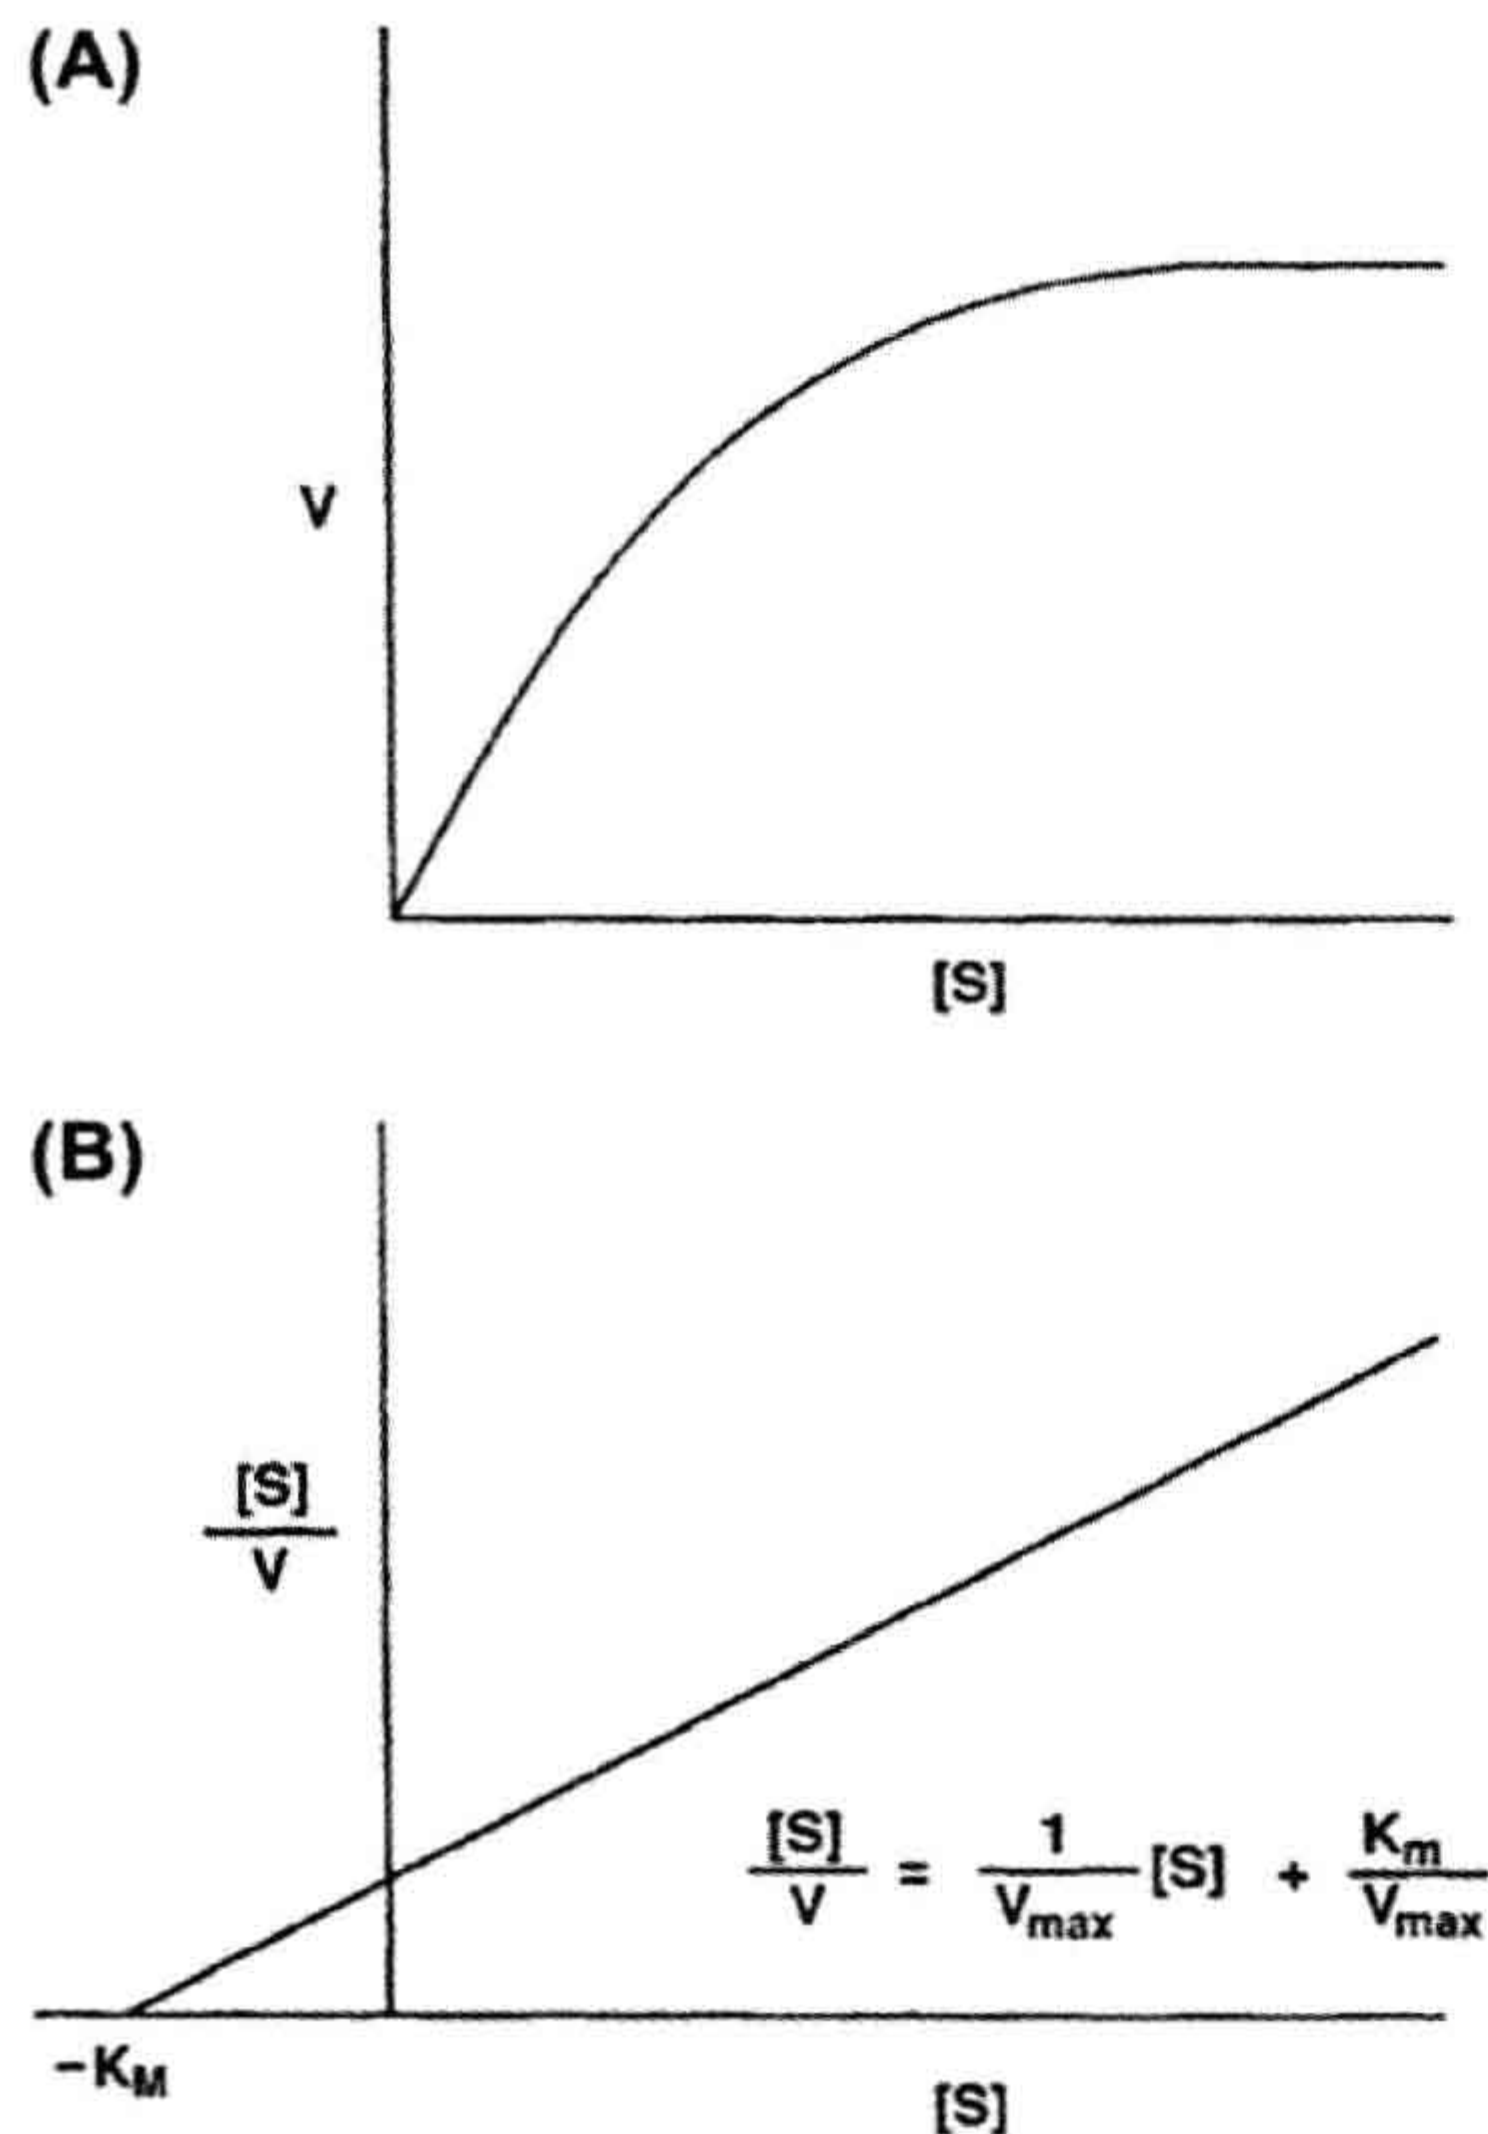 (A)
V
[S]
(B)
[S]
V
[S]/V = 1/Vmax [S] + Km/Vmax
-KM
[S]